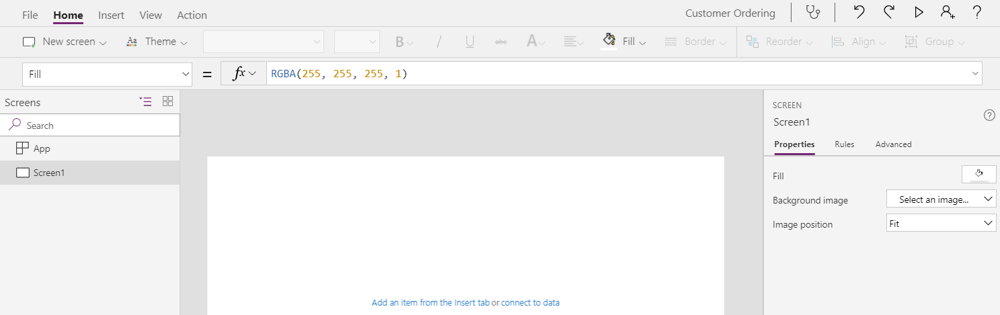 File Home Insert View Action Customer Ordering ?
New screen Aa Theme B / U abc A Fill Border Reorder Align Group
Fill = fx RGBA(255, 255, 255, 1)
Screens
Search
App
Screen1
Add an item from the Insert tab or connect to data
SCREEN
Screen1 ?
Properties Rules Advanced
Fill
Background image Select an image...
Image position Fit